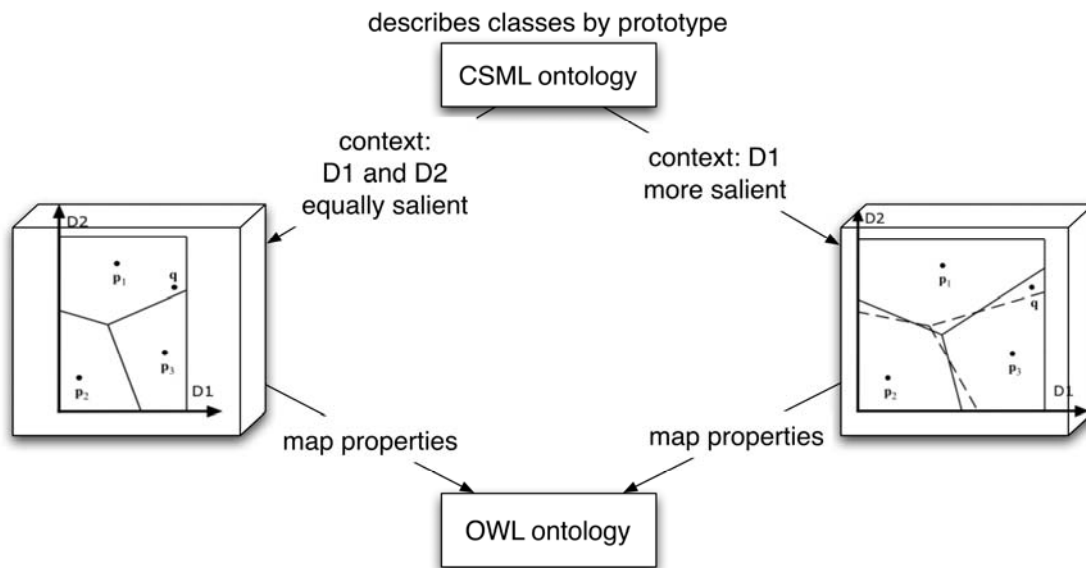 describes classes by prototype
CSML ontology
context:
D1 and D2
equally salient
context: D1
more salient
D2
p1
q
p3
p2
D1
D2
p1
q
p3
p2
D1
map properties
map properties
OWL ontology